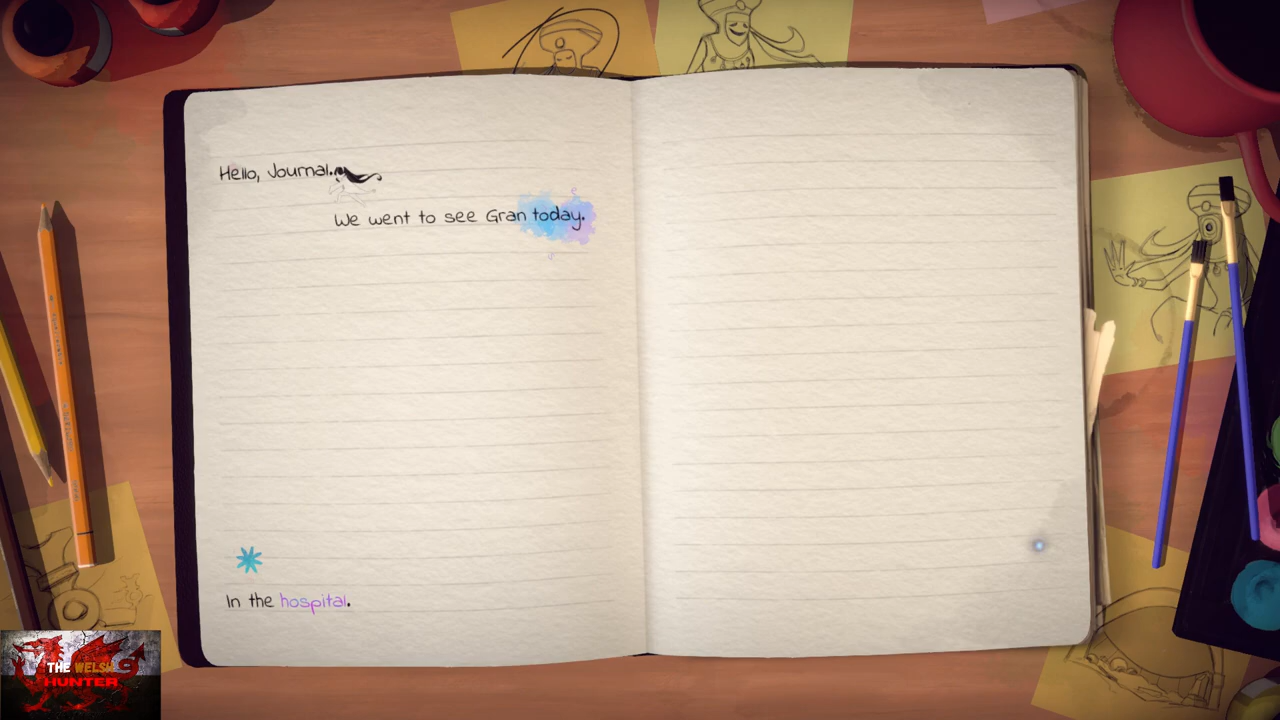 Hello, Journal.
We went to see Gran today.
In the hospital.
THE WELSH
HUNTER